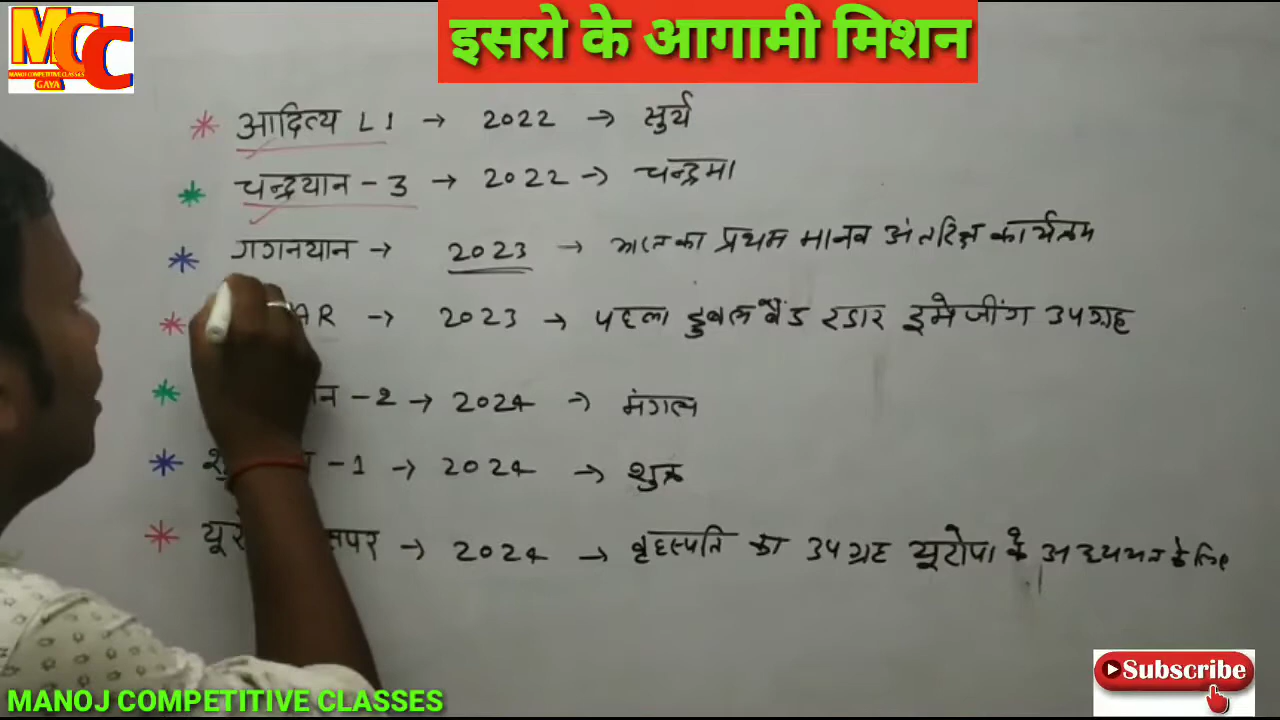 MCC
MANOJ COMPETITIVE CLASSES
GAYA
इसरो के आगामी मिशन
आदित्य L1 → 2022 → सुर्य
चन्द्रयान - 3 → 2022 → चन्द्रमा
गगनयान → 2023 → भारत का प्रथम मानव अंतरिक्ष कार्यक्रम
AR → 2023 → पहला डुबल बैंड रडार इमेजींग उपग्रह
न - 2 → 2024 → मंगल
शु - 1 → 2024 → शुक्र
यू पर → 2024 → वृहस्पति का उपग्रह यूरोपा के अध्ययन के लिए
MANOJ COMPETITIVE CLASSES
Subscribe